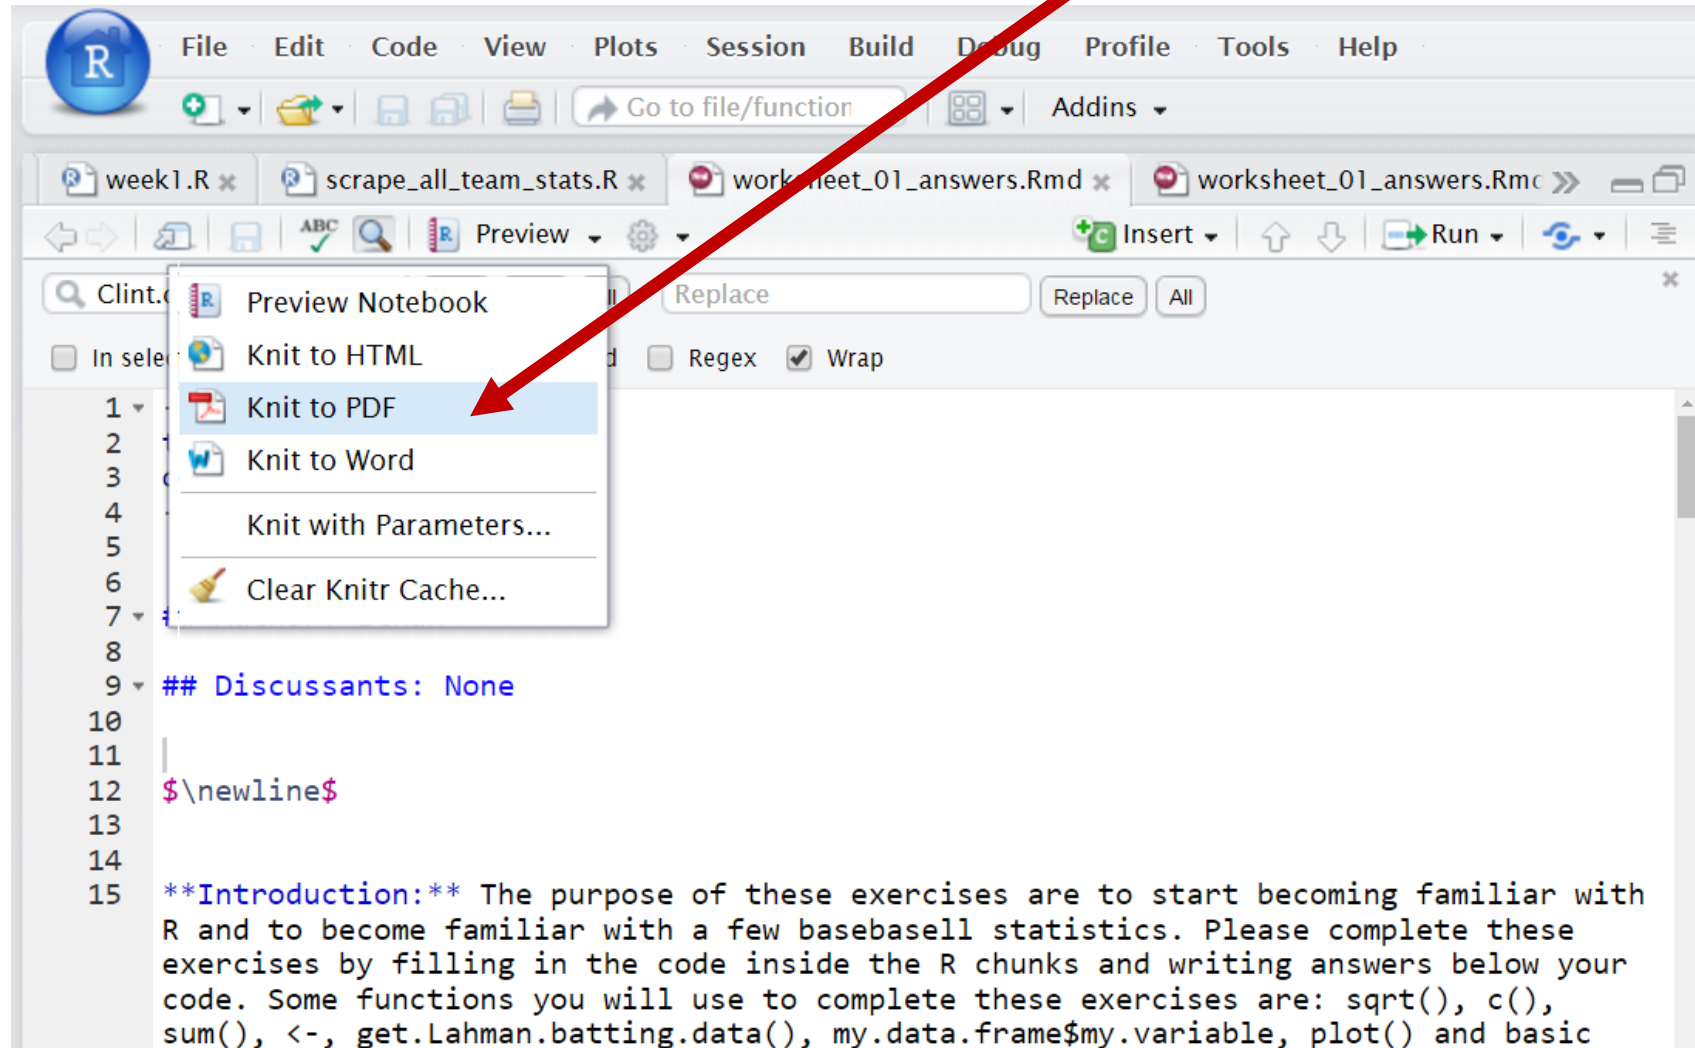 R File Edit Code View Plots Session Build Debug Profile Tools Help
Go to file/function Addins
week1.R scrape_all_team_stats.R worksheet_01_answers.Rmd worksheet_01_answers.Rm
ABC Preview Insert Run
Clint. Replace Replace All
Preview Notebook
In sele Regex Wrap
Knit to HTML
Knit to PDF
Knit to Word
Knit with Parameters...
Clear Knitr Cache...
1
2
3
4
5
6
7
8
9 ## Discussants: None
10
11
12 $\newline$
13
14
15 **Introduction:** The purpose of these exercises are to start becoming familiar with
R and to become familiar with a few basebasell statistics. Please complete these
exercises by filling in the code inside the R chunks and writing answers below your
code. Some functions you will use to complete these exercises are: sqrt(), c(),
sum(), <-, get.Lahman.batting.data(), my.data.frame$my.variable, plot() and basic